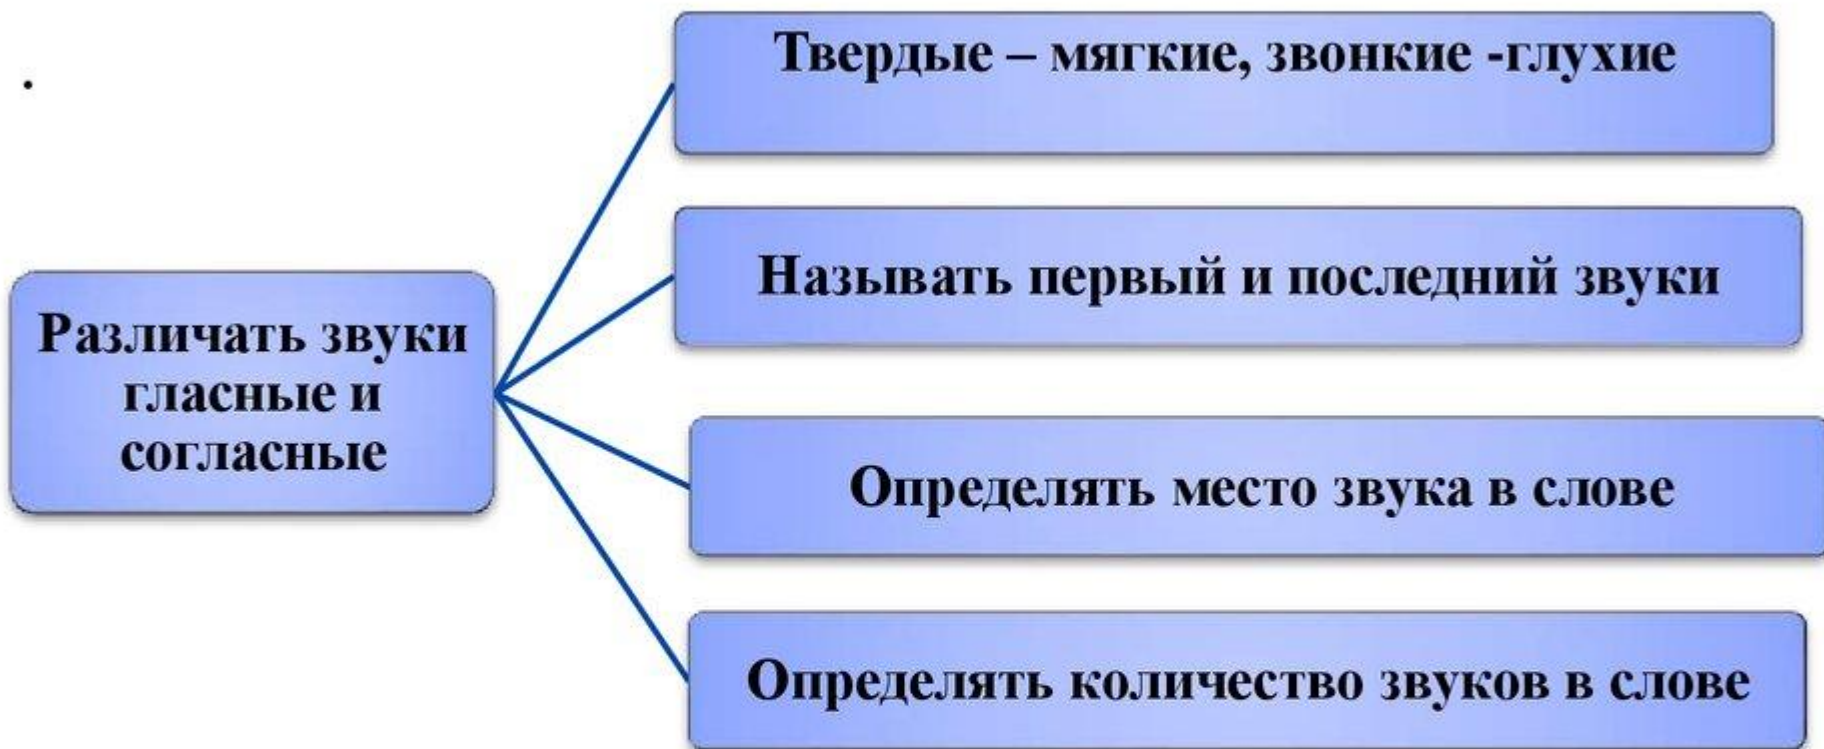 Твердые – мягкие, звонкие -глухие
Называть первый и последний звуки
Различать звуки
гласные и
согласные
Определять место звука в слове
Определять количество звуков в слове
.